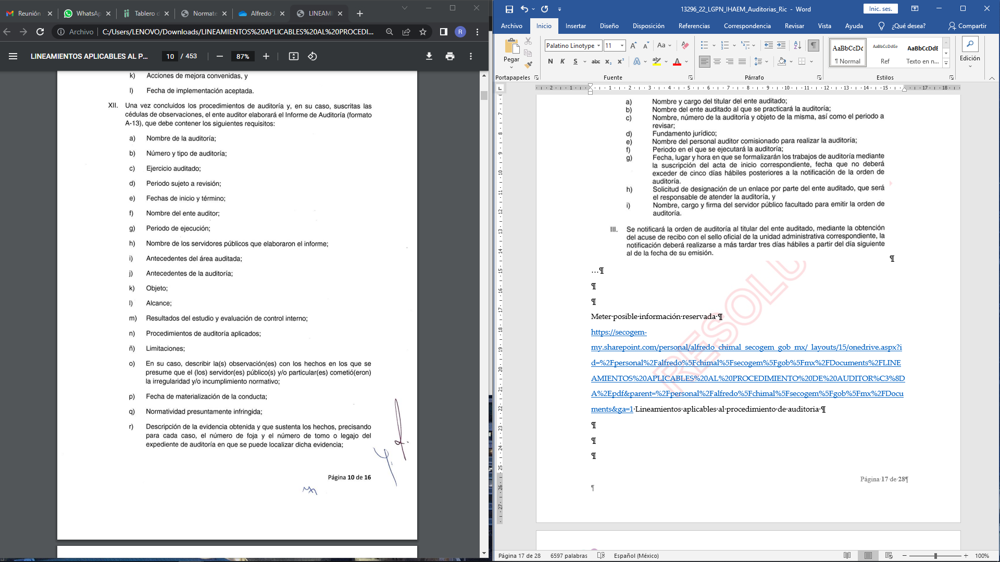 Reunión
WhatsAp
Tablero d
Normate
Alfredo J
LINEAMI
Archivo
C:/Users/LENOVO/Downloads/LINEAMIENTOS%20APLICABLES%20AL%20PROCEDI...
R
LINEAMIENTOS APLICABLES AL P...
10 / 453
87%
k) Acciones de mejora convenidas, y
l) Fecha de implementación aceptada.
XII. Una vez concluidos los procedimientos de auditoría y, en su caso, suscritas las
cédulas de observaciones, el ente auditor elaborará el Informe de Auditoría (formato
A-13), que debe contener los siguientes requisitos:
a) Nombre de la auditoría;
b) Número y tipo de auditoría;
c) Ejercicio auditado;
d) Periodo sujeto a revisión;
e) Fechas de inicio y término;
f) Nombre del ente auditor;
g) Periodo de ejecución;
h) Nombre de los servidores públicos que elaboraron el informe;
i) Antecedentes del área auditada;
j) Antecedentes de la auditoría;
k) Objeto;
l) Alcance;
m) Resultados del estudio y evaluación de control interno;
n) Procedimientos de auditoría aplicados;
ñ) Limitaciones;
o) En su caso, describir la(s) observación(es) con los hechos en los que se
presume que el (los) servidor(es) público(s) y/o particular(es) cometió(eron)
la irregularidad y/o incumplimiento normativo;
p) Fecha de materialización de la conducta;
q) Normatividad presuntamente infringida;
r) Descripción de la evidencia obtenida y que sustenta los hechos, precisando
para cada caso, el número de foja y el número de tomo o legajo del
expediente de auditoría en que se puede localizar dicha evidencia;
Página 10 de 16
13296_22_LGPN_IHAEM_Auditorias_Ric - Word
Inic. ses.
Archivo Inicio Insertar Diseño Disposición Referencias Correspondencia Revisar Vista Ayuda ¿Qué desea? Compartir
Pegar
Palatino Linotype 11
N K S abc x₂ x²
AaBbCcDd AaBbCcDdEe AaBbCcDdE
¶ Normal Ref Texto en n...
Edición
Portapapeles Fuente Párrafo Estilos
a) Nombre y cargo del titular del ente auditado;
b) Nombre del ente auditado al que se practicará la auditoría;
c) Nombre, número de la auditoría y objeto de la misma, así como el periodo a
revisar;
d) Fundamento jurídico;
e) Nombre del personal auditor comisionado para realizar la auditoría;
f) Periodo en el que se ejecutará la auditoría;
g) Fecha, lugar y hora en que se formalizarán los trabajos de auditoría mediante
la suscripción del acta de inicio correspondiente, fecha que no deberá
exceder de cinco días hábiles posteriores a la notificación de la orden de
auditoría.
h) Solicitud de designación de un enlace por parte del ente auditado, que será
el responsable de atender la auditoría, y
i) Nombre, cargo y firma del servidor público facultado para emitir la orden de
auditoría.
III. Se notificará la orden de auditoría al titular del ente auditado, mediante la obtención
del acuse de recibo con el sello oficial de la unidad administrativa correspondiente, la
notificación deberá realizarse a más tardar tres días hábiles a partir del día siguiente
al de la fecha de su emisión.
¶
...¶
¶
¶
RESOLU
Meter·posible·información·reservada·¶
https://secogem-
my.sharepoint.com/personal/alfredo_chimal_secogem_gob_mx/_layouts/15/onedrive.aspx?i
d=%2Fpersonal%2Falfredo%5Fchimal%5Fsecogem%5Fgob%5Fmx%2FDocuments%2FLINE
AMIENTOS%20APLICABLES%20AL%20PROCEDIMIENTO%20DE%20AUDITOR%C3%8D
A%2Epdf&parent=%2Fpersonal%2Falfredo%5Fchimal%5Fsecogem%5Fgob%5Fmx%2FDocu
ments&ga=1·Lineamientos·aplicables·al·procedimiento·de·auditoria·¶
¶
¶
¶
Página·17·de·28¶
¶
Página 17 de 28 6597 palabras Español (México) 100%